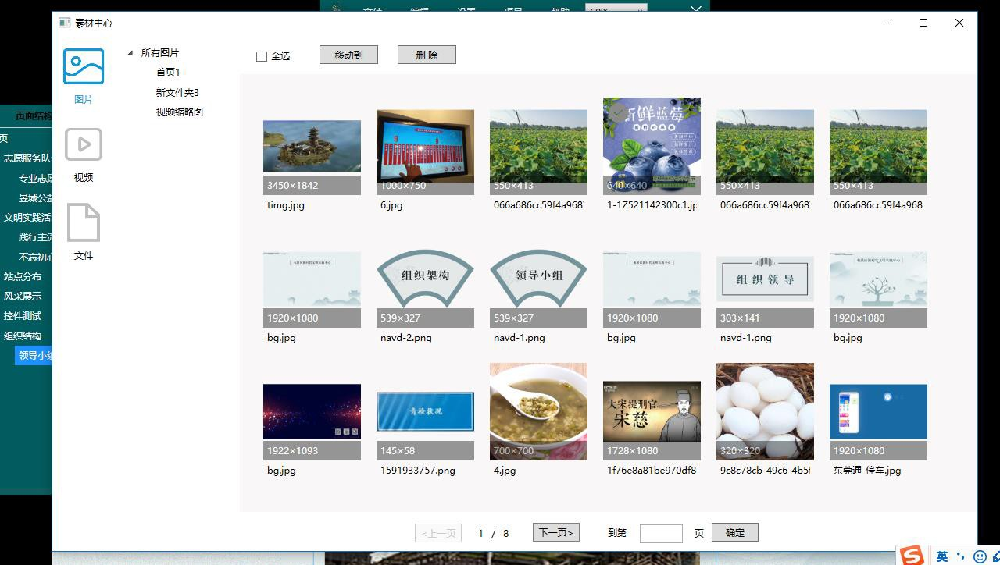 素材中心
60%
图片
视频
文件
所有图片
首页1
新文件夹3
视频缩略图
全选
移动到
删 除
页面结构
页
志愿服务队
专业志愿
昱城公益
文明实践活
践行主流
不忘初心
站点分布
风采展示
控件测试
组织结构
领导小组
新鲜蓝莓
3450×1842
1000×750
550×413
640×640
550×413
550×413
timg.jpg
6.jpg
066a686cc59f4a968
1-1Z521142300c1.jp
066a686cc59f4a968
066a686cc59f4a968
组织架构
领导小组
组织领导
1920×1080
539×327
539×327
1920×1080
303×141
1920×1080
bg.jpg
navd-2.png
navd-1.png
bg.jpg
navd-1.png
bg.jpg
青检状况
大宋提刑官
宋慈
1922×1093
145×58
700×700
1728×1080
320×320
1920×1080
bg.jpg
1591933757.png
4.jpg
1f76e8a81be970df8
9c8c78cb-49c6-4b5f
东莞通-停车.jpg
<上一页
1 / 8
下一页>
到第
页
确定
英